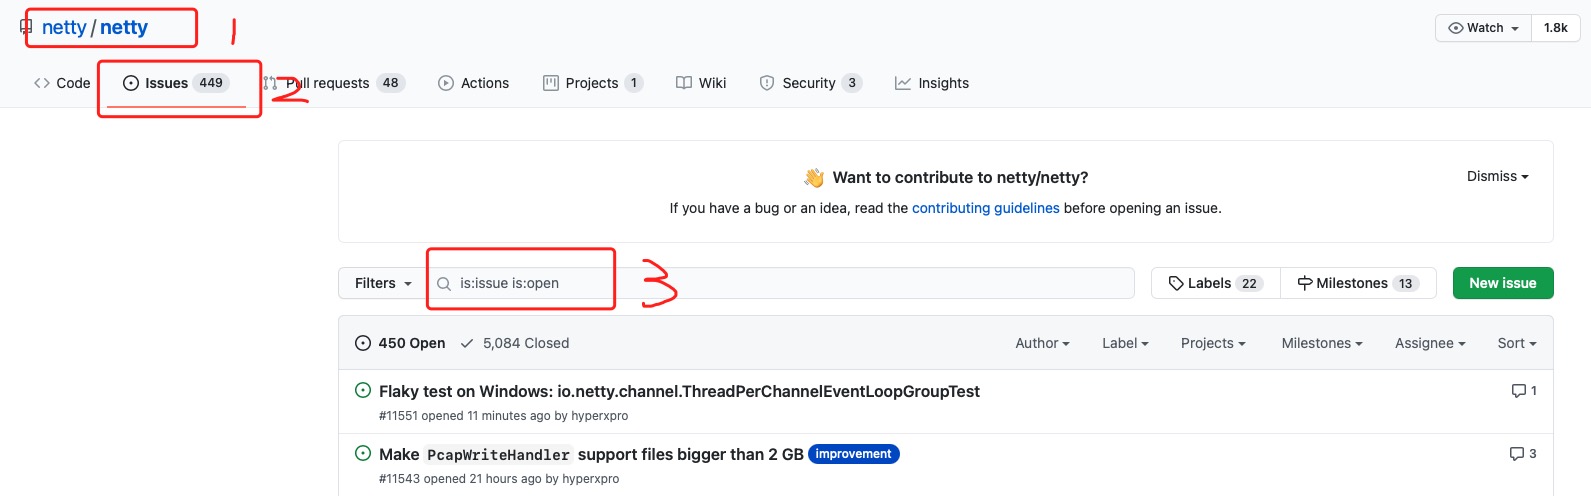 netty / netty 1 Watch 1.8k
Code Issues 449 2 Pull requests 48 Actions Projects 1 Wiki Security 3 Insights
👋 Want to contribute to netty/netty? Dismiss
If you have a bug or an idea, read the contributing guidelines before opening an issue.
Filters is:issue is:open 3 Labels 22 Milestones 13 New issue
450 Open 5,084 Closed Author Label Projects Milestones Assignee Sort
Flaky test on Windows: io.netty.channel.ThreadPerChannelEventLoopGroupTest 1
#11551 opened 11 minutes ago by hyperxpro
Make PcapWriteHandler support files bigger than 2 GB improvement 3
#11543 opened 21 hours ago by hyperxpro